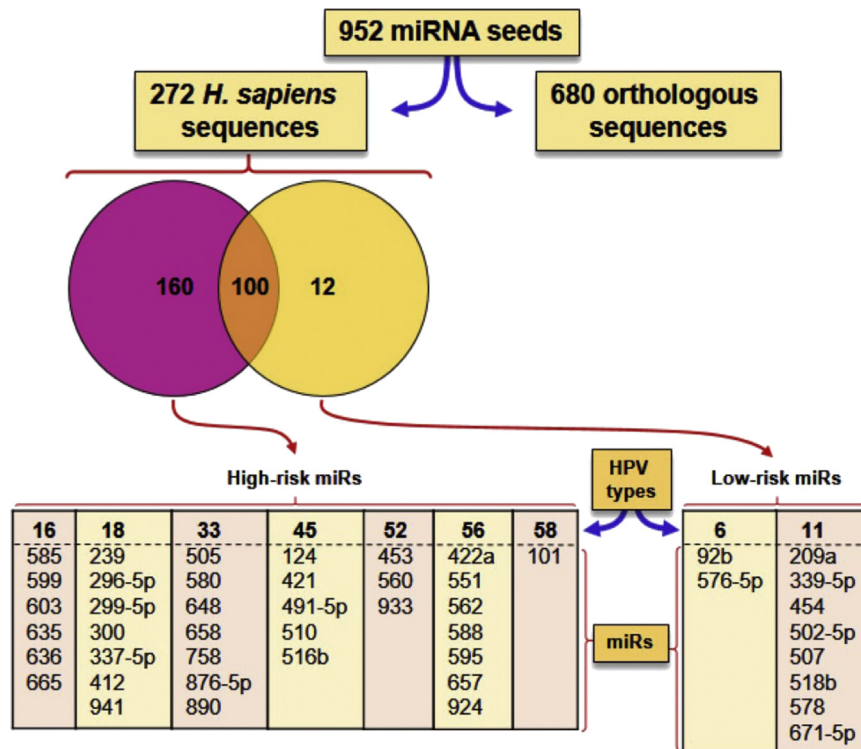 952 miRNA seeds
272 H. sapiens
sequences
680 orthologous
sequences
160
100
12
High-risk miRs
HPV
types
Low-risk miRs
16 18 33 45 52 56 58
585 239 505 124 453 422a 101
599 296-5p 580 421 560 551
603 299-5p 648 491-5p 933 562
635 300 658 510 588
636 337-5p 758 516b 595
665 412 876-5p 657
941 890 924
miRs
6 11
92b 209a
576-5p 339-5p
454
502-5p
507
518b
578
671-5p